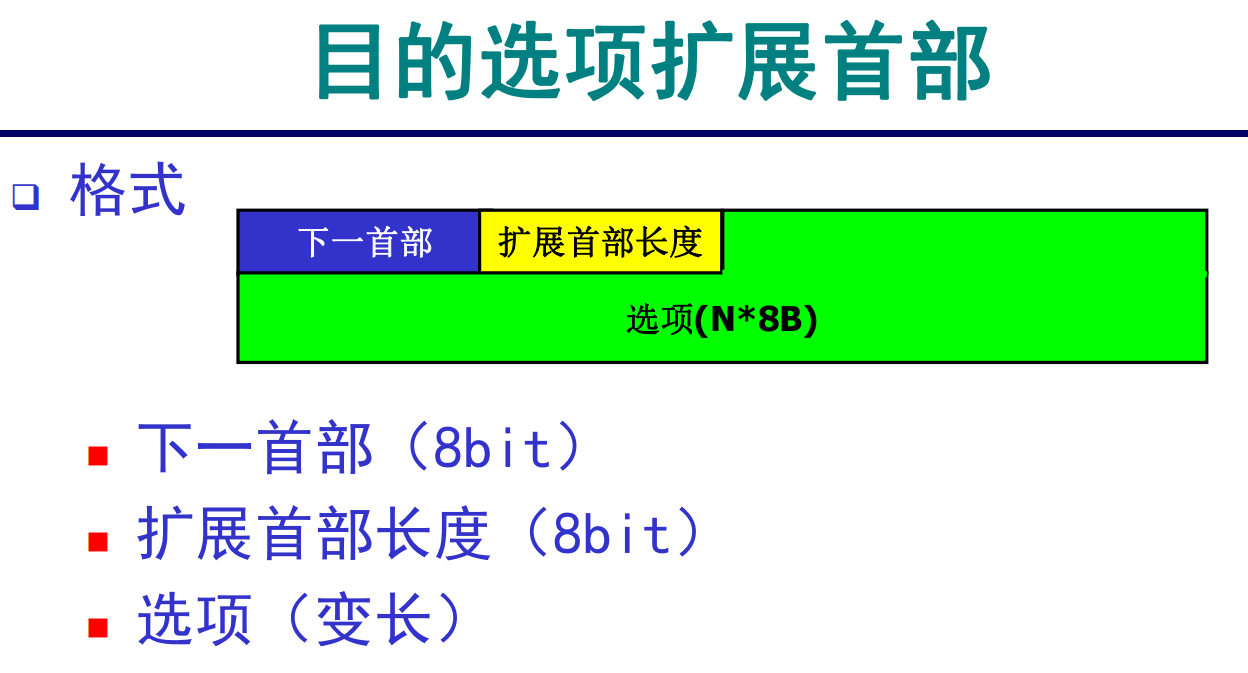 目的选项扩展首部
格式
下一首部 扩展首部长度
选项(N*8B)
下一首部（8bit）
扩展首部长度（8bit）
选项（变长）